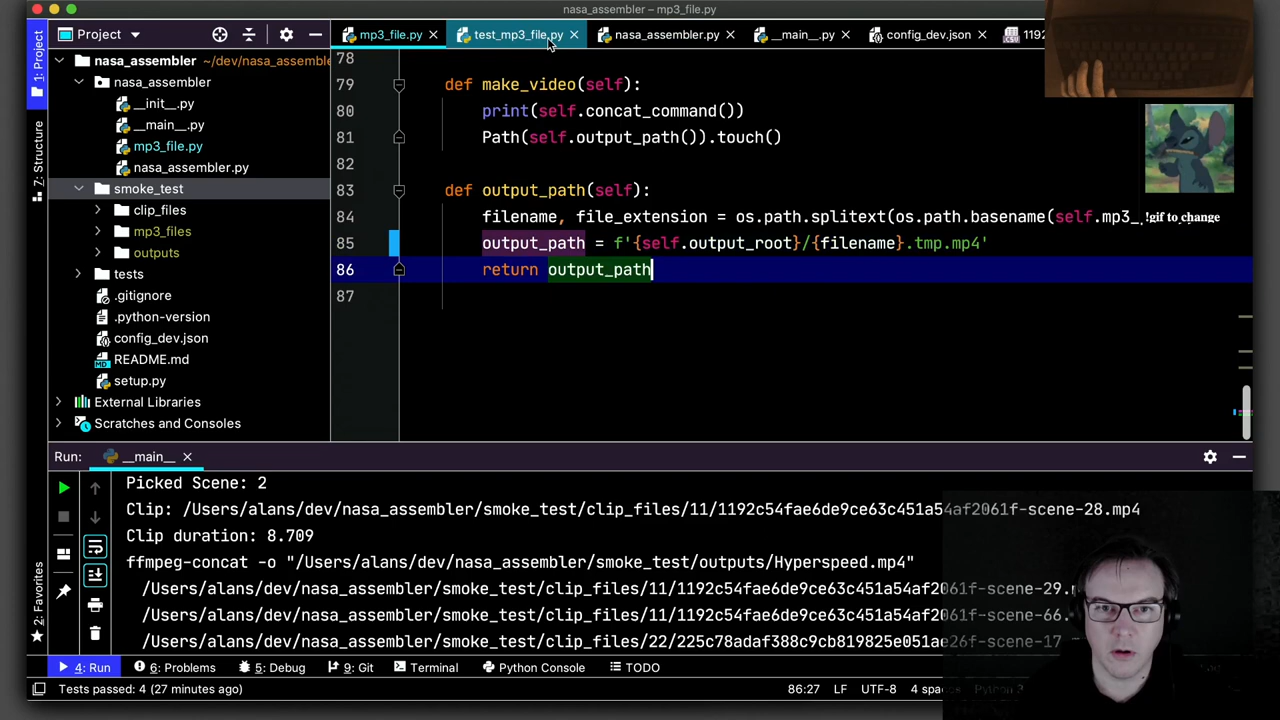 nasa_assembler – mp3_file.py
Project
mp3_file.py
test_mp3_file.py
nasa_assembler.py
__main__.py
config_dev.json
1192
1: Project
7: Structure
2: Favorites
nasa_assembler ~/dev/nasa_assemble
nasa_assembler
__init__.py
__main__.py
mp3_file.py
nasa_assembler.py
smoke_test
clip_files
mp3_files
outputs
tests
.gitignore
.python-version
config_dev.json
README.md
setup.py
External Libraries
Scratches and Consoles
78
79 def make_video(self):
80 print(self.concat_command())
81 Path(self.output_path()).touch()
82
83 def output_path(self):
84 filename, file_extension = os.path.splitext(os.path.basename(self.mp3_
85 output_path = f'{self.output_root}/{filename}.tmp.mp4'
86 return output_path
87
!gif to change
Run: __main__
Picked Scene: 2
Clip: /Users/alans/dev/nasa_assembler/smoke_test/clip_files/11/1192c54fae6de9ce63c451a54af2061f-scene-28.mp4
Clip duration: 8.709
ffmpeg-concat -o "/Users/alans/dev/nasa_assembler/smoke_test/outputs/Hyperspeed.mp4"
/Users/alans/dev/nasa_assembler/smoke_test/clip_files/11/1192c54fae6de9ce63c451a54af2061f-scene-29.
/Users/alans/dev/nasa_assembler/smoke_test/clip_files/11/1192c54fae6de9ce63c451a54af2061f-scene-66.
/Users/alans/dev/nasa_assembler/smoke_test/clip_files/22/225c78adaf388c9cb819825e051ae26f-scene-17
4: Run
6: Problems
5: Debug
9: Git
Terminal
Python Console
TODO
Tests passed: 4 (27 minutes ago)
86:27 LF UTF-8 4 spaces Python 3